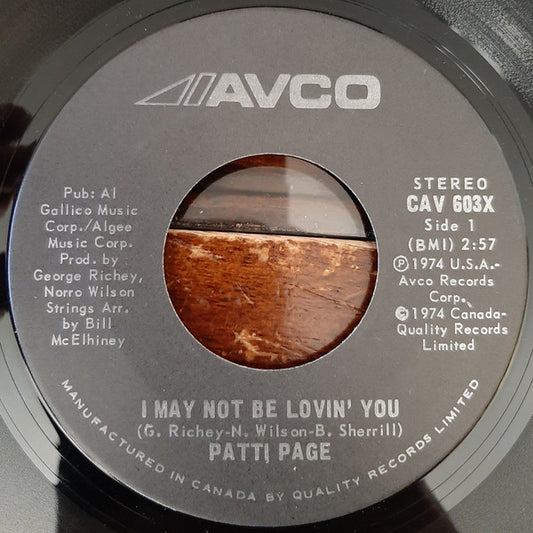 AVCO
Pub: Al
Gallico Music
Corp./Algee
Music Corp.
Prod. by
George Richey,
Norro Wilson
Strings Arr.
by Bill
McElhiney
STEREO
CAV 603X
Side 1
(BMI) 2:57
Ⓟ1974 U.S.A.-
Avco Records
Corp.
©1974 Canada-
Quality Records
Limited
I MAY NOT BE LOVIN' YOU
(G. Richey-N. Wilson-B. Sherrill)
PATTI PAGE
MANUFACTURED IN CANADA BY QUALITY RECORDS LIMITED